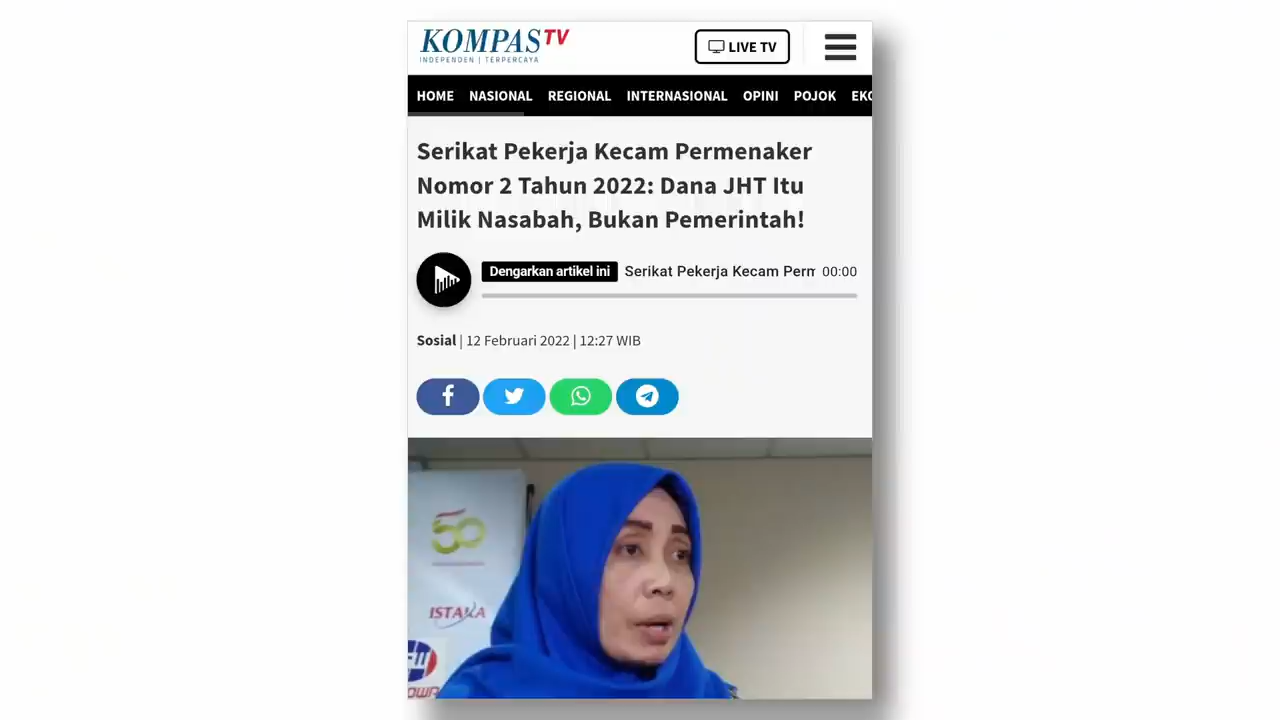 KOMPASTV
INDEPENDEN | TERPERCAYA
LIVE TV
HOME NASIONAL REGIONAL INTERNASIONAL OPINI POJOK EKO
Serikat Pekerja Kecam Permenaker
Nomor 2 Tahun 2022: Dana JHT Itu
Milik Nasabah, Bukan Pemerintah!
Dengarkan artikel ini Serikat Pekerja Kecam Perm 00:00
Sosial | 12 Februari 2022 | 12:27 WIB
50
ISTAKA